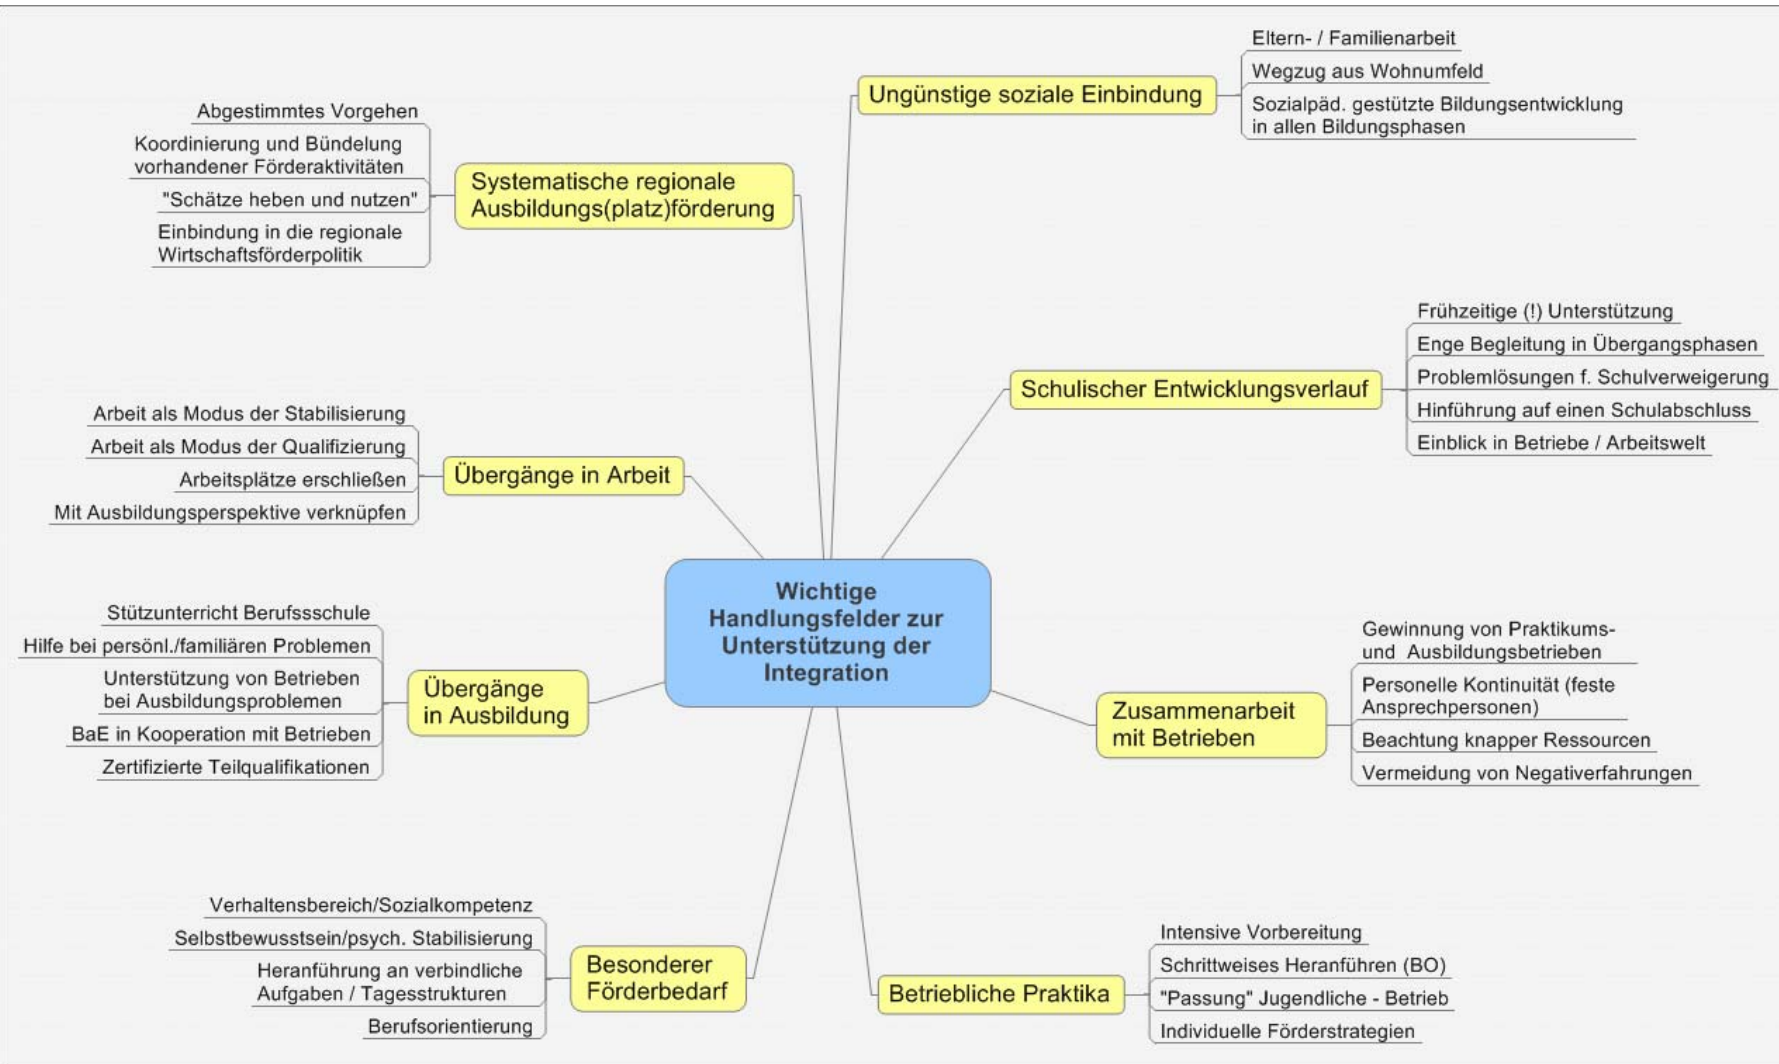 Wichtige
Handlungsfelder zur
Unterstützung der
Integration
Ungünstige soziale Einbindung
Eltern- / Familienarbeit
Wegzug aus Wohnumfeld
Sozialpäd. gestützte Bildungsentwicklung
in allen Bildungsphasen
Schulischer Entwicklungsverlauf
Frühzeitige (!) Unterstützung
Enge Begleitung in Übergangsphasen
Problemlösungen f. Schulverweigerung
Hinführung auf einen Schulabschluss
Einblick in Betriebe / Arbeitswelt
Zusammenarbeit
mit Betrieben
Gewinnung von Praktikums-
und Ausbildungsbetrieben
Personelle Kontinuität (feste
Ansprechpersonen)
Beachtung knapper Ressourcen
Vermeidung von Negativerfahrungen
Betriebliche Praktika
Intensive Vorbereitung
Schrittweises Heranführen (BO)
"Passung" Jugendliche - Betrieb
Individuelle Förderstrategien
Besonderer
Förderbedarf
Verhaltensbereich/Sozialkompetenz
Selbstbewusstsein/psych. Stabilisierung
Heranführung an verbindliche
Aufgaben / Tagesstrukturen
Berufsorientierung
Übergänge
in Ausbildung
Stützunterricht Berufssschule
Hilfe bei persönl./familiären Problemen
Unterstützung von Betrieben
bei Ausbildungsproblemen
BaE in Kooperation mit Betrieben
Zertifizierte Teilqualifikationen
Übergänge in Arbeit
Arbeit als Modus der Stabilisierung
Arbeit als Modus der Qualifizierung
Arbeitsplätze erschließen
Mit Ausbildungsperspektive verknüpfen
Systematische regionale
Ausbildungs(platz)förderung
Abgestimmtes Vorgehen
Koordinierung und Bündelung
vorhandener Förderaktivitäten
"Schätze heben und nutzen"
Einbindung in die regionale
Wirtschaftsförderpolitik